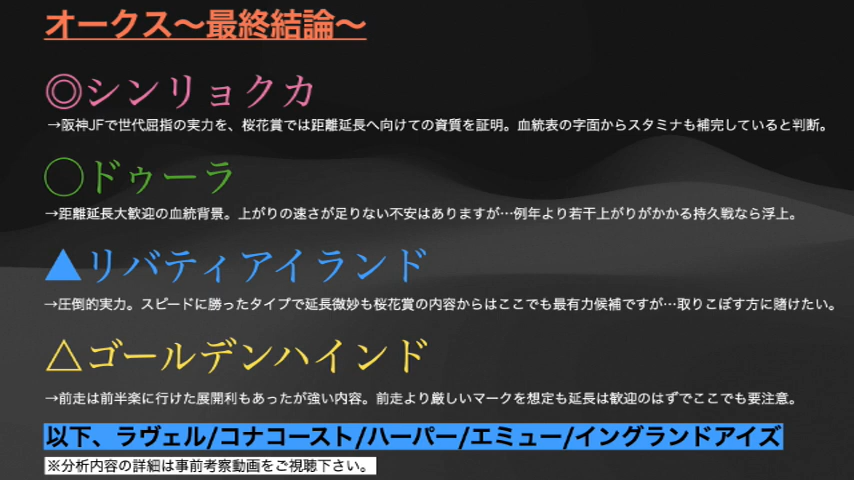 オークス〜最終結論〜
◎シンリョクカ
→阪神JFで世代屈指の実力を、桜花賞では距離延長へ向けての資質を証明。血統表の字面からスタミナも補完していると判断。
◯ドゥーラ
→距離延長大歓迎の血統背景。上がりの速さが足りない不安はありますが…例年より若干上がりがかかる持久戦なら浮上。
▲リバティアイランド
→圧倒的実力。スピードに勝ったタイプで延長微妙も桜花賞の内容からはここでも最有力候補ですが…取りこぼす方に賭けたい。
△ゴールデンハインド
→前走は前半楽に行けた展開利もあったが強い内容。前走より厳しいマークを想定も延長は歓迎のはずでここでも要注意。
以下、ラヴェル/コナコースト/ハーパー/エミュー/イングランドアイズ
※分析内容の詳細は事前考察動画をご視聴下さい。